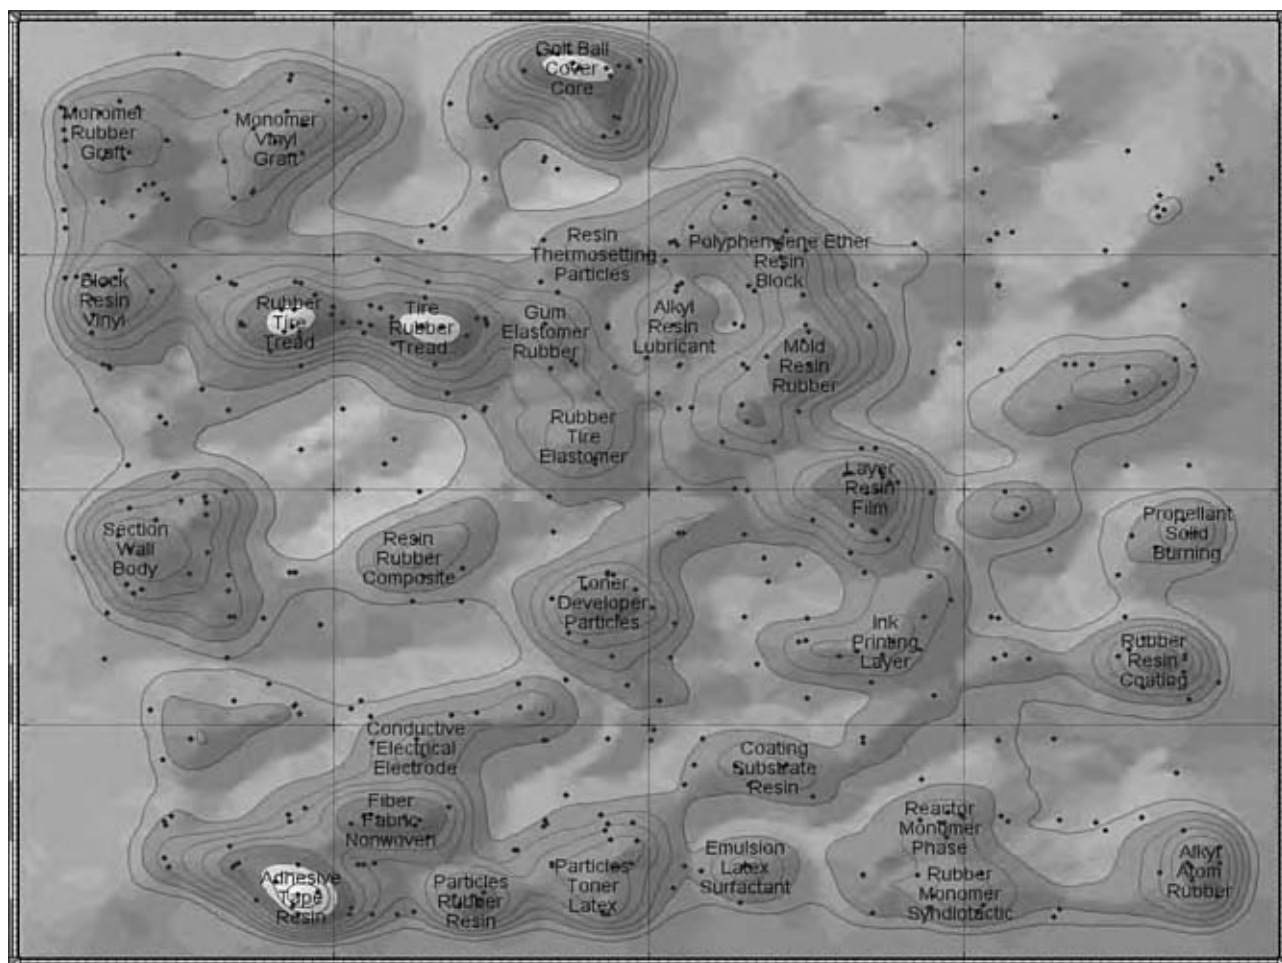 Golf Ball
Cover
Core
Monomer
Rubber
Graft
Monomer
Vinyl
Graft
Resin
Thermosetting
Particles
Polyphenylene Ether
Resin
Block
Block
Resin
Vinyl
Rubber
Tire
Tread
Tire
Rubber
Tread
Gum
Elastomer
Rubber
Alkyl
Resin
Lubricant
Mold
Resin
Rubber
Rubber
Tire
Elastomer
Layer
Resin
Film
Section
Wall
Body
Resin
Rubber
Composite
Propellant
Solid
Burning
Toner
Developer
Particles
Ink
Printing
Layer
Rubber
Resin
Coating
Conductive
Electrical
Electrode
Coating
Substrate
Resin
Fiber
Fabric
Nonwoven
Reactor
Monomer
Phase
Adhesive
Tape
Resin
Particles
Rubber
Resin
Particles
Toner
Latex
Emulsion
Latex
Surfactant
Rubber
Monomer
Syndiotactic
Alkyl
Atom
Rubber